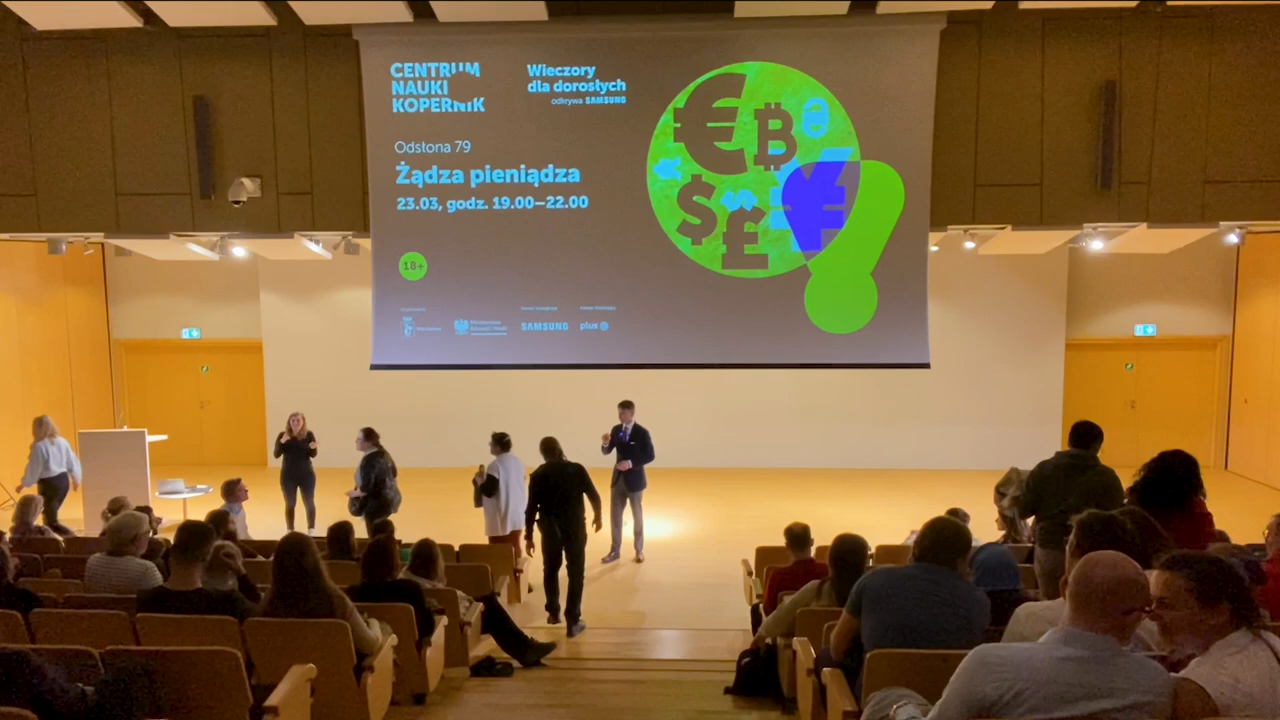 CENTRUM
NAUKI
KOPERNIK
Wieczory
dla dorosłych
odkrywa SAMSUNG
Odsłona 79
Żądza pieniądza
23.03, godz. 19.00–22.00
€ B
$ £ ¥
18+
SAMSUNG
plus